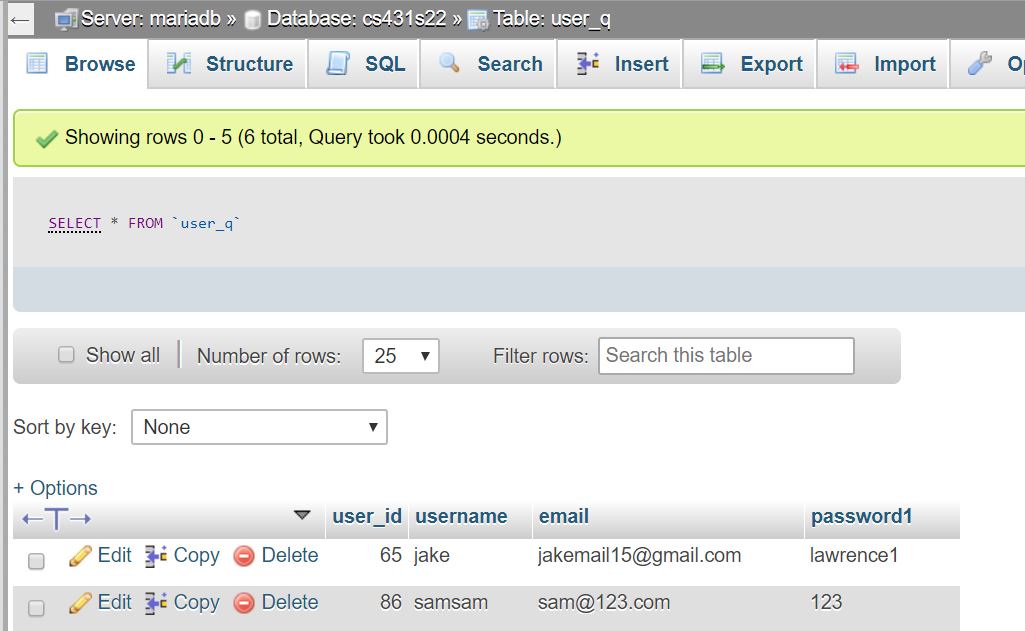 ← Server: mariadb » Database: cs431s22 » Table: user_q
Browse Structure SQL Search Insert Export Import
Showing rows 0 - 5 (6 total, Query took 0.0004 seconds.)
SELECT * FROM `user_q`
Show all Number of rows: 25 ▼ Filter rows: Search this table
Sort by key: None ▼
+ Options
←T→ ▼ user_id username email password1
Edit Copy Delete 65 jake jakemail15@gmail.com lawrence1
Edit Copy Delete 86 samsam sam@123.com 123